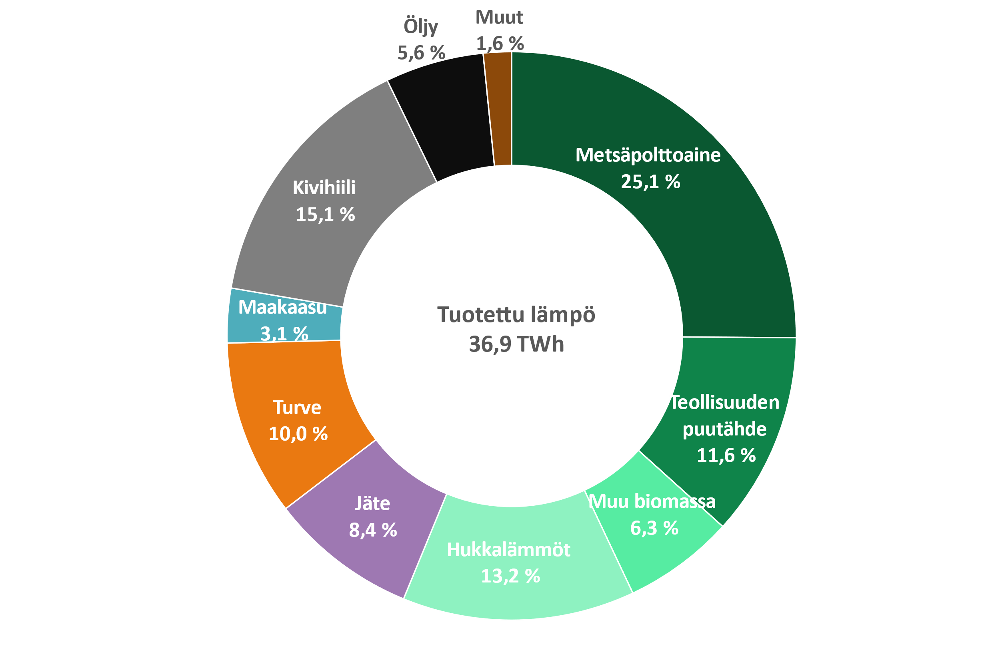 Muut
1,6 %
Öljy
5,6 %
Metsäpolttoaine
25,1 %
Kivihiili
15,1 %
Maakaasu
3,1 %
Tuotettu lämpö
36,9 TWh
Teollisuuden
puutähde
11,6 %
Turve
10,0 %
Muu biomassa
6,3 %
Jäte
8,4 %
Hukkalämmöt
13,2 %